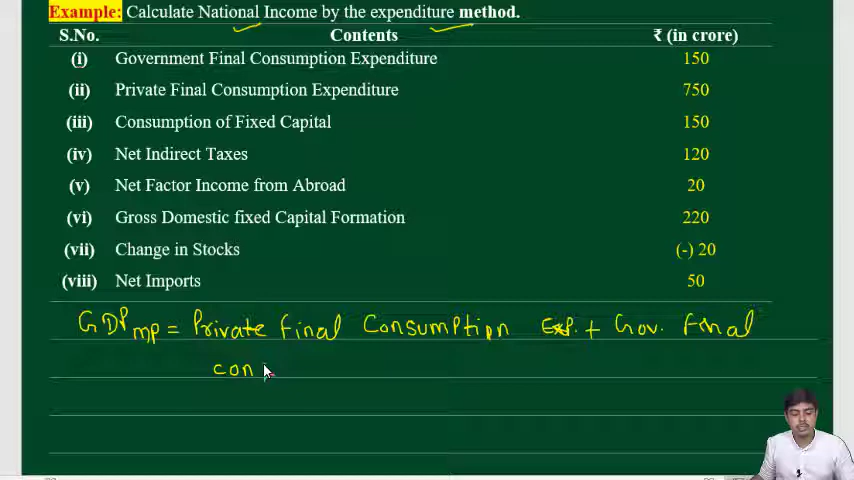 Example: Calculate National Income by the expenditure method.
S.No. Contents ₹ (in crore)
(i) Government Final Consumption Expenditure 150
(ii) Private Final Consumption Expenditure 750
(iii) Consumption of Fixed Capital 150
(iv) Net Indirect Taxes 120
(v) Net Factor Income from Abroad 20
(vi) Gross Domestic fixed Capital Formation 220
(vii) Change in Stocks (-) 20
(viii) Net Imports 50
GDPMP = Private Final Consumption Exp. + Gov. Final
con